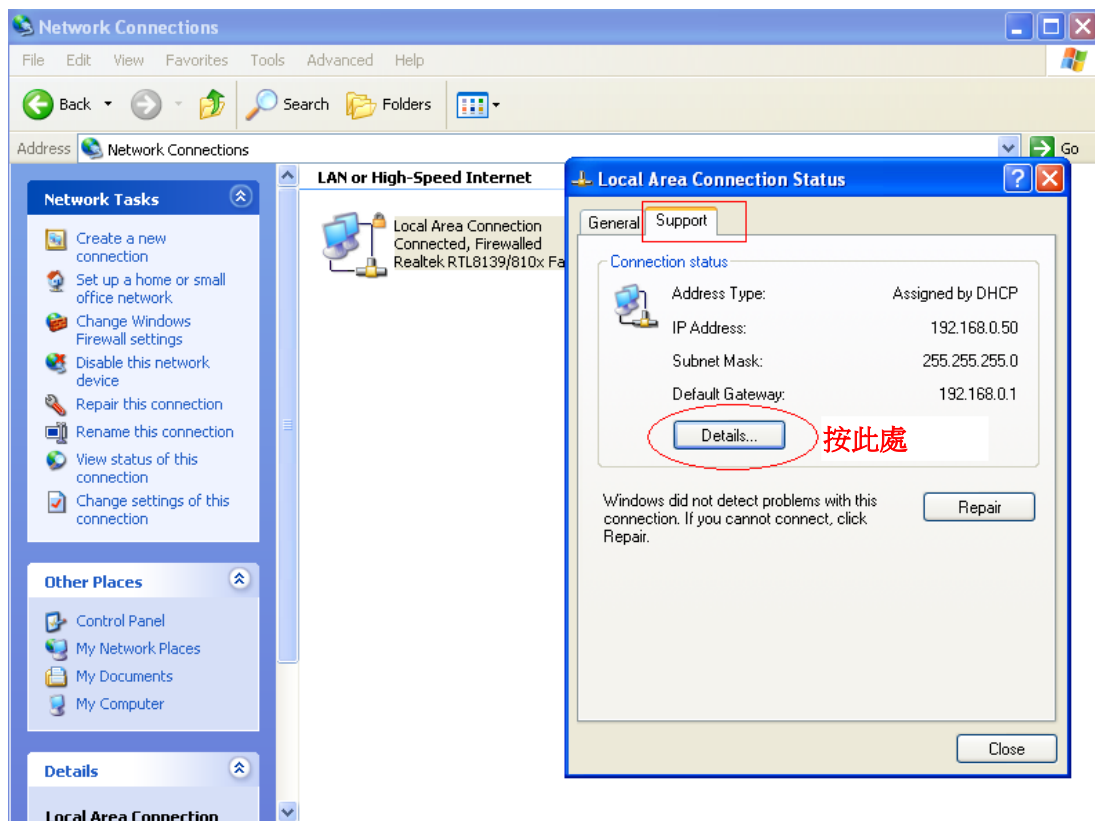 Network Connections
File Edit View Favorites Tools Advanced Help
Back Search Folders
Address Network Connections Go
Network Tasks
Create a new
connection
Set up a home or small
office network
Change Windows
Firewall settings
Disable this network
device
Repair this connection
Rename this connection
View status of this
connection
Change settings of this
connection
Other Places
Control Panel
My Network Places
My Documents
My Computer
Details
Local Area Connection
LAN or High-Speed Internet
Local Area Connection
Connected, Firewalled
Realtek RTL8139/810x Fa
Local Area Connection Status
General Support
Connection status
Address Type: Assigned by DHCP
IP Address: 192.168.0.50
Subnet Mask: 255.255.255.0
Default Gateway: 192.168.0.1
Details... 按此處
Windows did not detect problems with this
connection. If you cannot connect, click
Repair.
Repair
Close